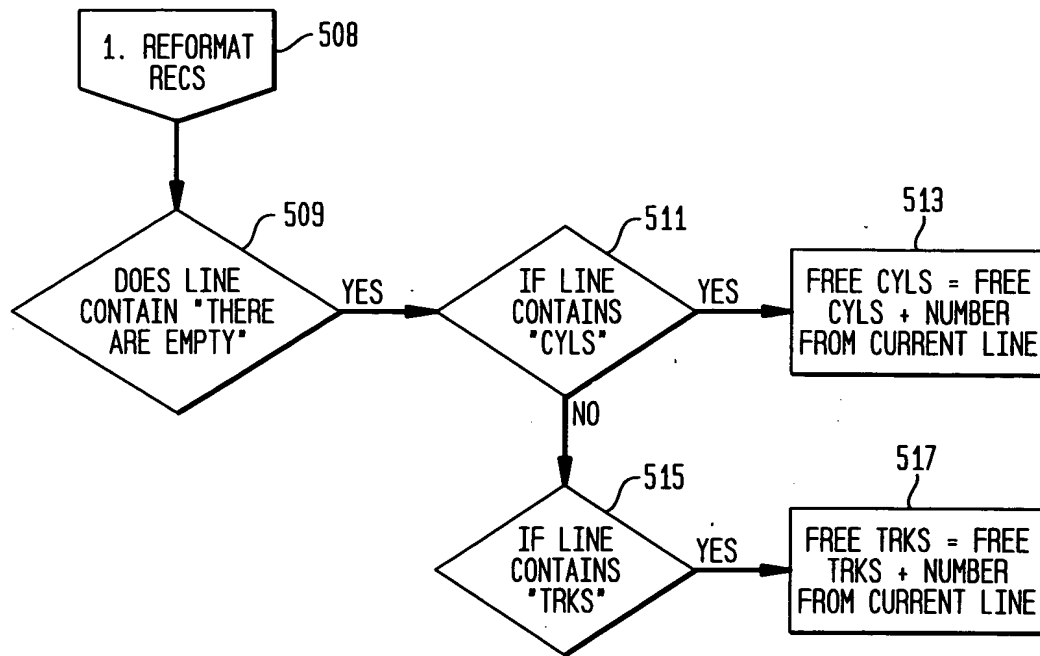 1. REFORMAT
RECS
508
DOES LINE
CONTAIN "THERE
ARE EMPTY"
509
YES
IF LINE
CONTAINS
"CYLS"
511
YES
FREE CYLS = FREE
CYLS + NUMBER
FROM CURRENT LINE
513
NO
IF LINE
CONTAINS
"TRKS"
515
YES
FREE TRKS = FREE
TRKS + NUMBER
FROM CURRENT LINE
517